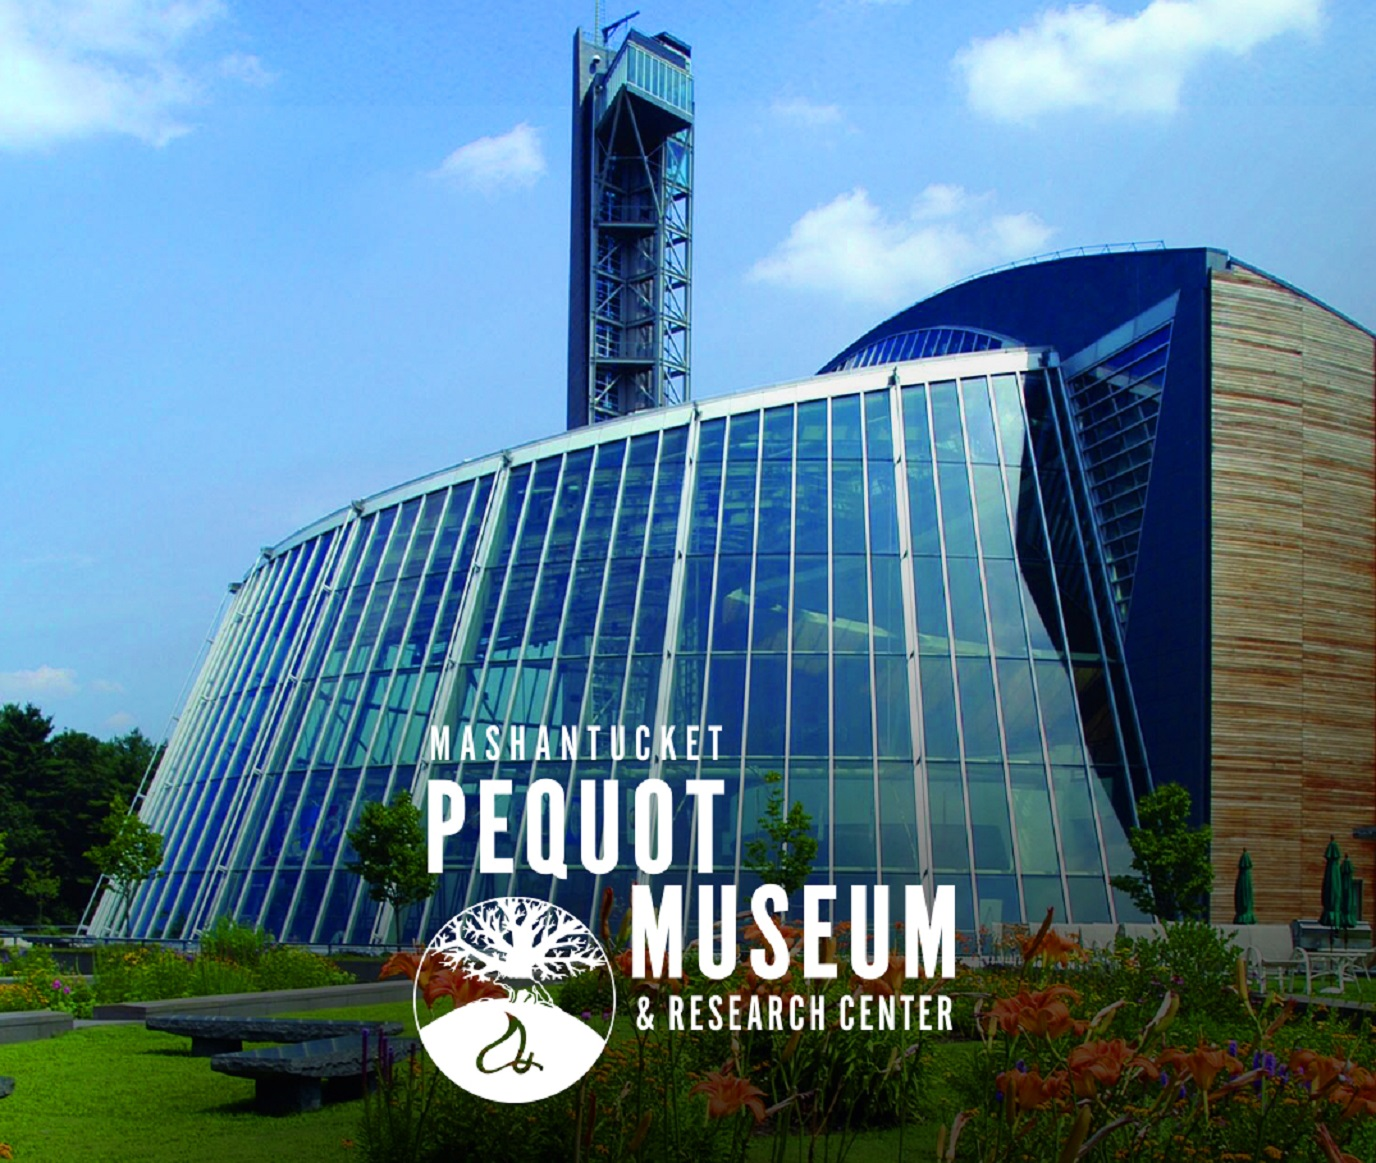 MASHANTUCKET
PEQUOT
MUSEUM
& RESEARCH CENTER